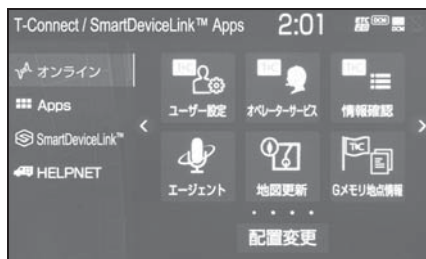 T-Connect / SmartDeviceLink™ Apps 2:01
オンライン
Apps
SmartDeviceLink™
HELPNET
ユーザー設定
オペレーターサービス
情報確認
エージェント
地図更新
Gメモリ地点情報
配置変更